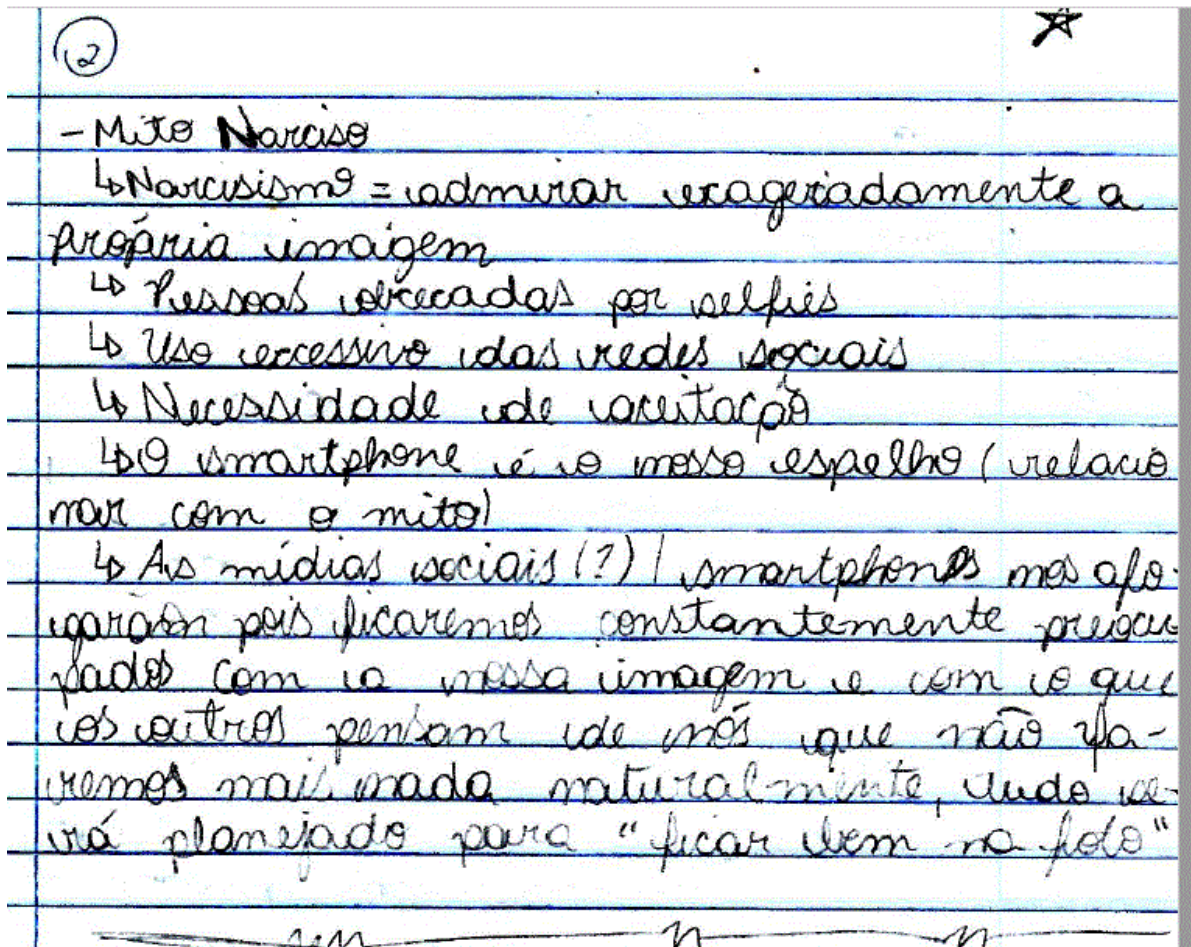 2
- Mito Narciso
↳ Narcisismo = admirar exageradamente a
própria imagem
↳ Pessoas obcecadas por selfies
↳ Uso excessivo das redes sociais
↳ Necessidade de aceitação
↳ O smartphone é o nosso espelho (relacio
nar com o mito)
↳ As mídias sociais (?) / smartphones nos afo-
garam pois ficaremos constantemente preocu
pados com a nossa imagem e com o que
os outros pensam de nós que não fa-
remos mais nada naturalmente, tudo se-
rá planejado para "ficar bem na foto"